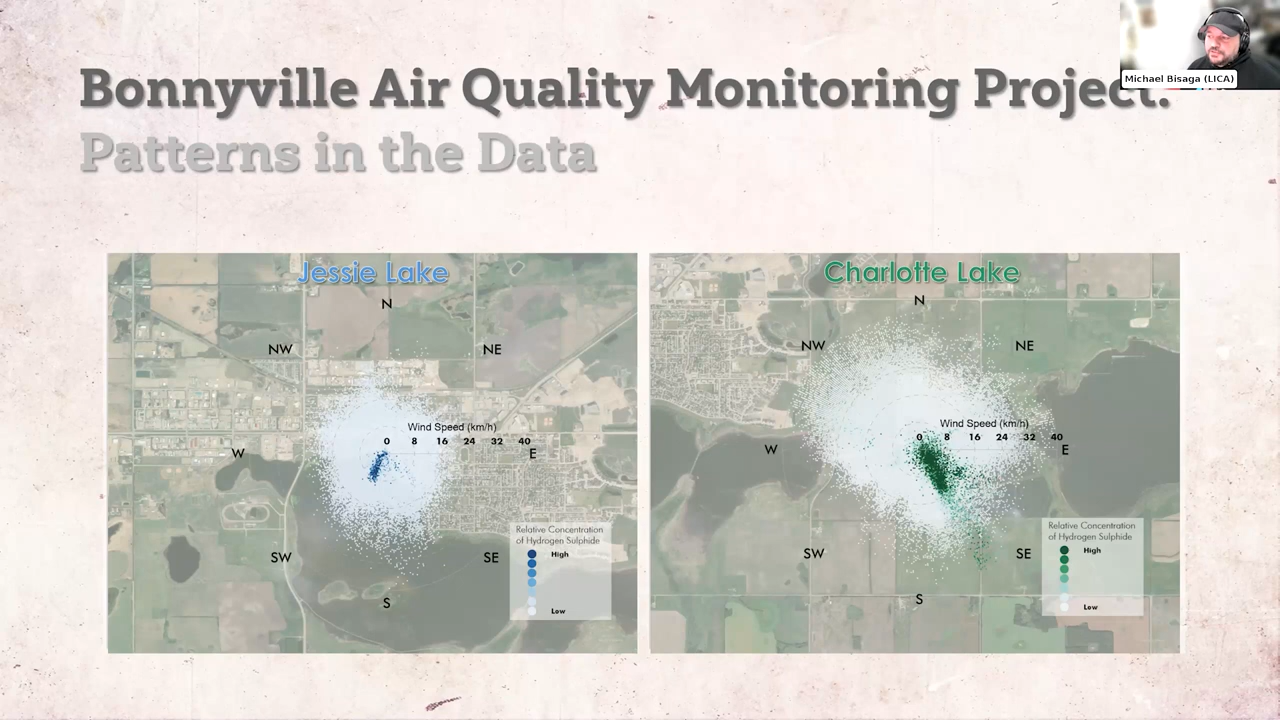 Michael Bisaga (LICA)
Bonnyville Air Quality Monitoring Project:
Patterns in the Data
Jessie Lake
N
NW
NE
Wind Speed (km/h)
0 8 16 24 32 40
W
E
SW
SE
S
Relative Concentration
of Hydrogen Sulphide
High
Low
Charlotte Lake
N
NW
NE
Wind Speed (km/h)
0 8 16 24 32 40
W
E
SW
SE
S
Relative Concentration
of Hydrogen Sulphide
High
Low